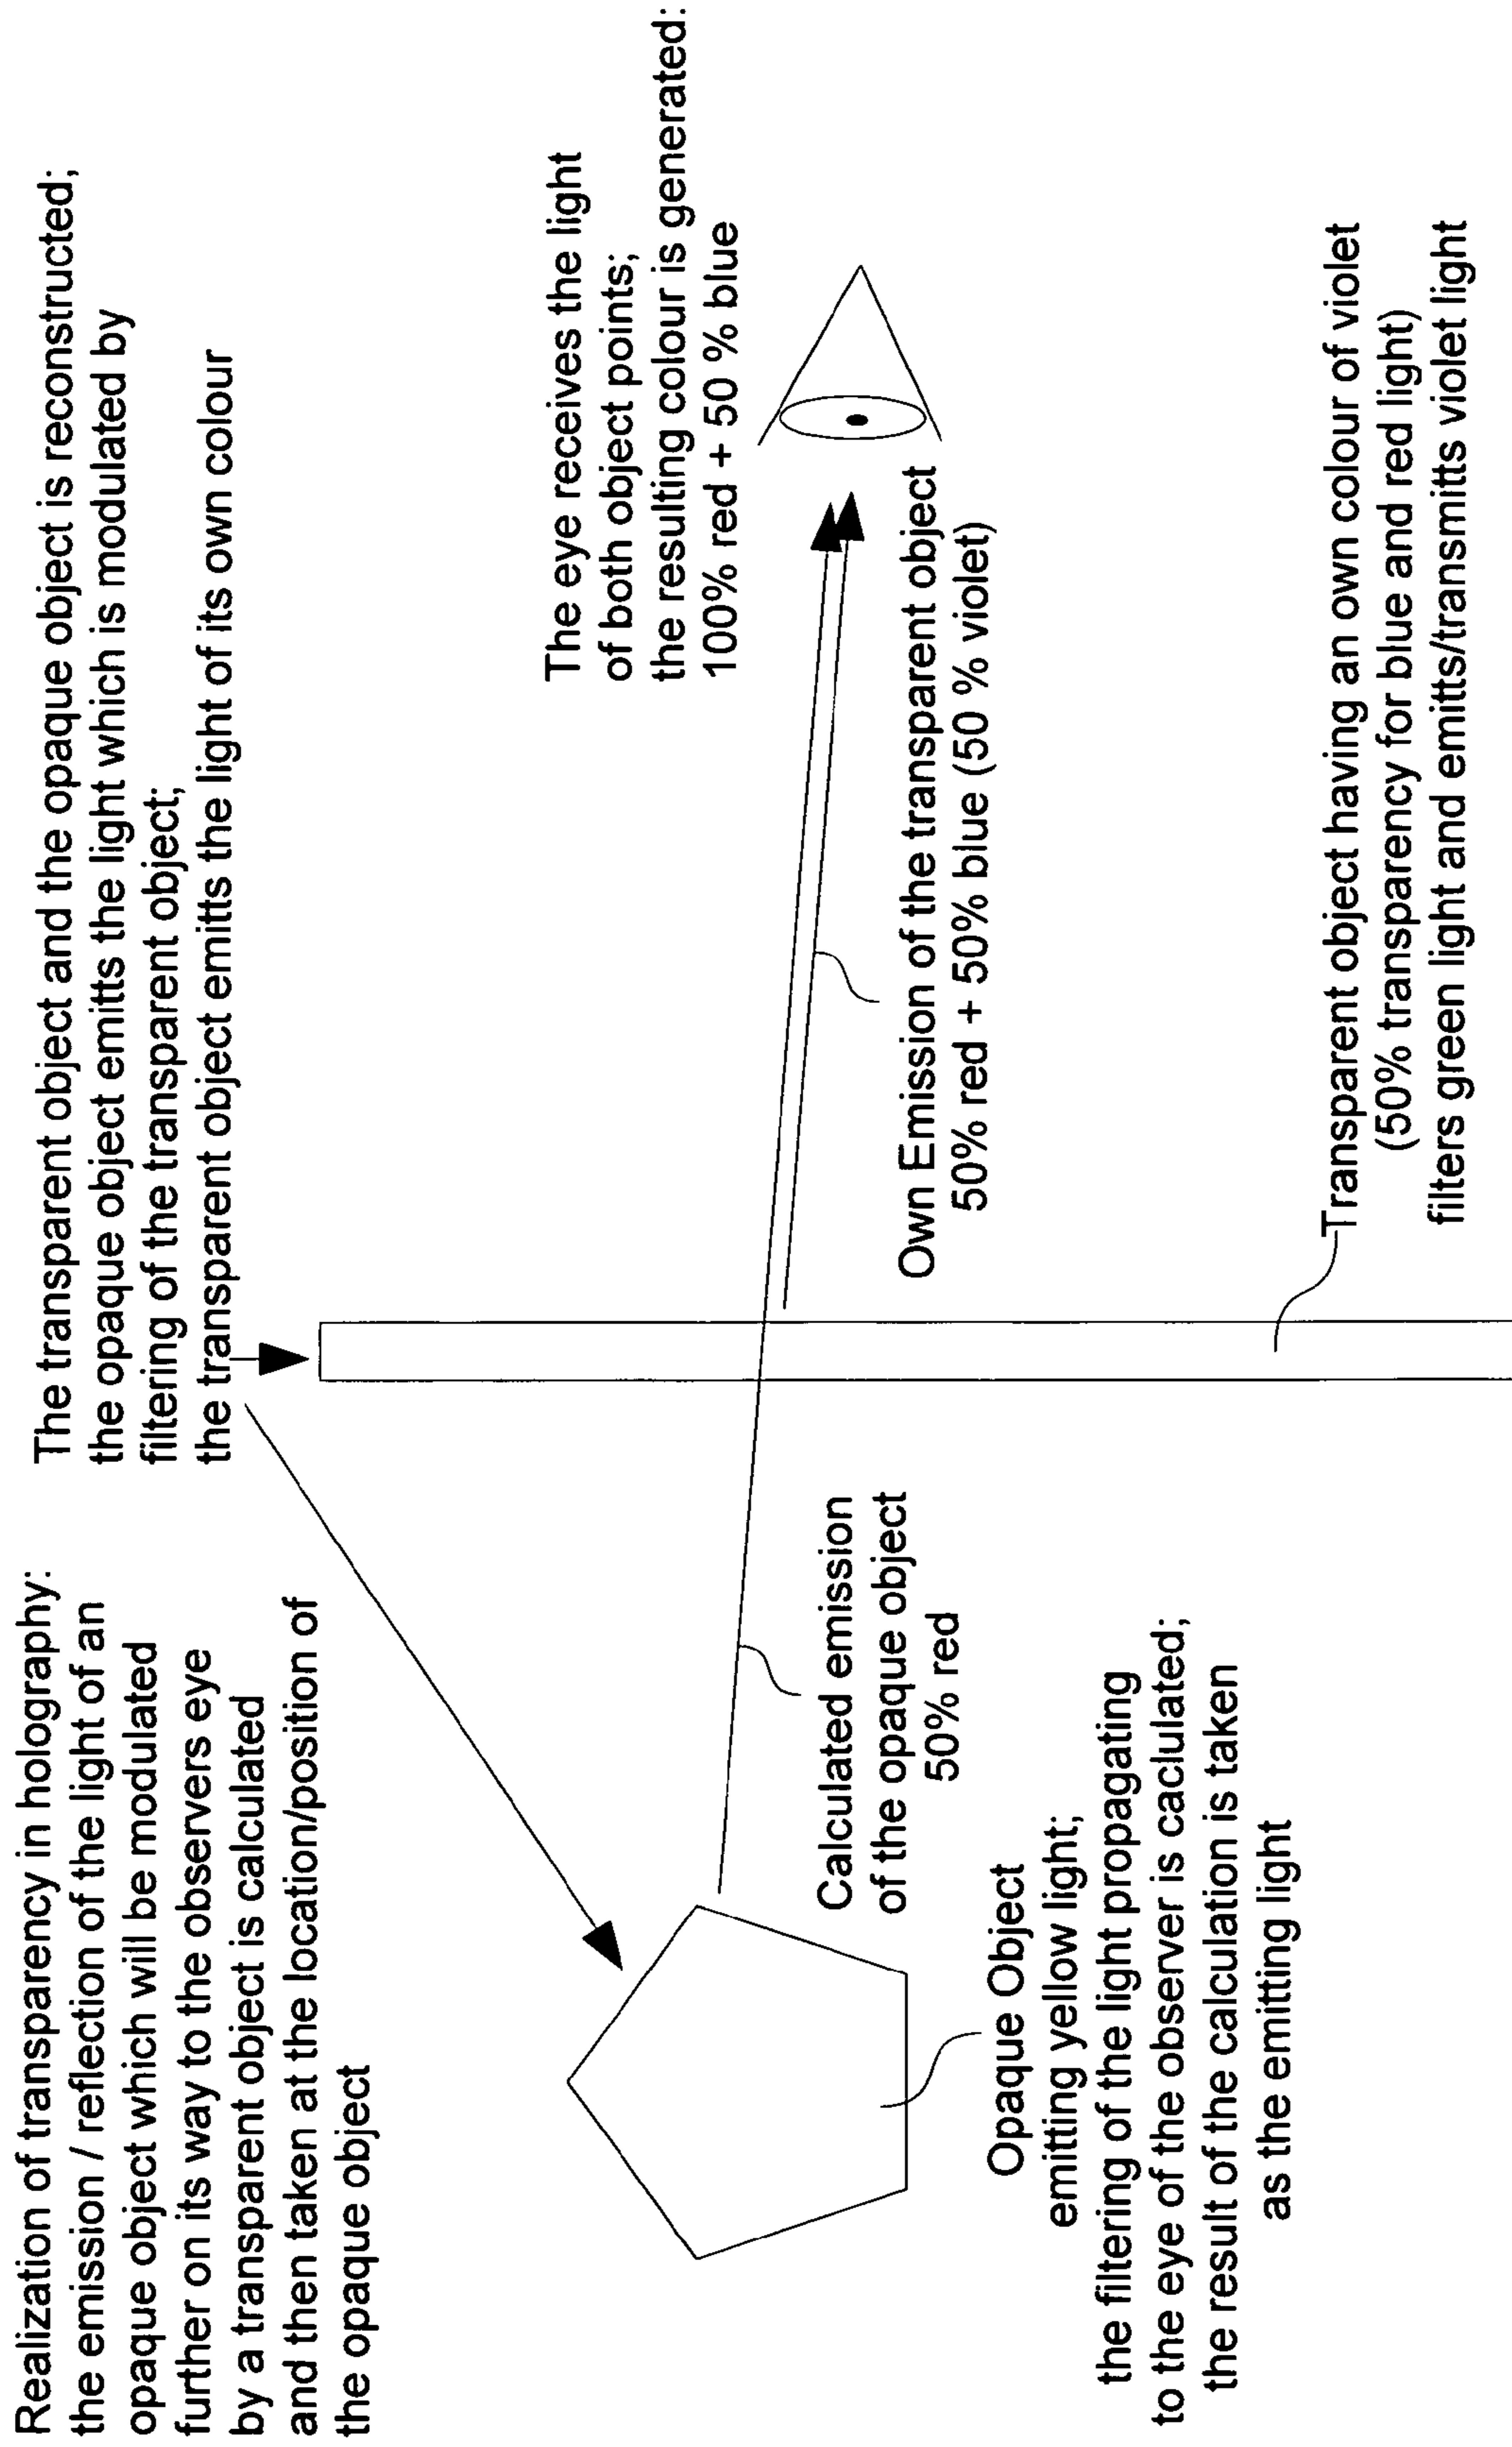 Realization of transparency in holography:
the emission / reflection of the light of an
opaque object which will be modulated
further on its way to the observers eye
by a transparent object is calculated
and then taken at the location/position of
the opaque object
The transparent object and the opaque object is reconstructed;
the opaque object emitts the light which is modulated by
filtering of the transparent object;
the transparent object emitts the light of its own colour
The eye receives the light
of both object points;
the resulting colour is generated:
100% red + 50 % blue
Calculated emission
of the opaque object
50% red
Own Emission of the transparent object
50% red + 50% blue (50 % violet)
Opaque Object
emitting yellow light;
the filtering of the light propagating
to the eye of the observer is caclulated;
the result of the calculation is taken
as the emitting light
Transparent object having an own colour of violet
(50% transparency for blue and red light)
filters green light and emitts/transmitts violet light